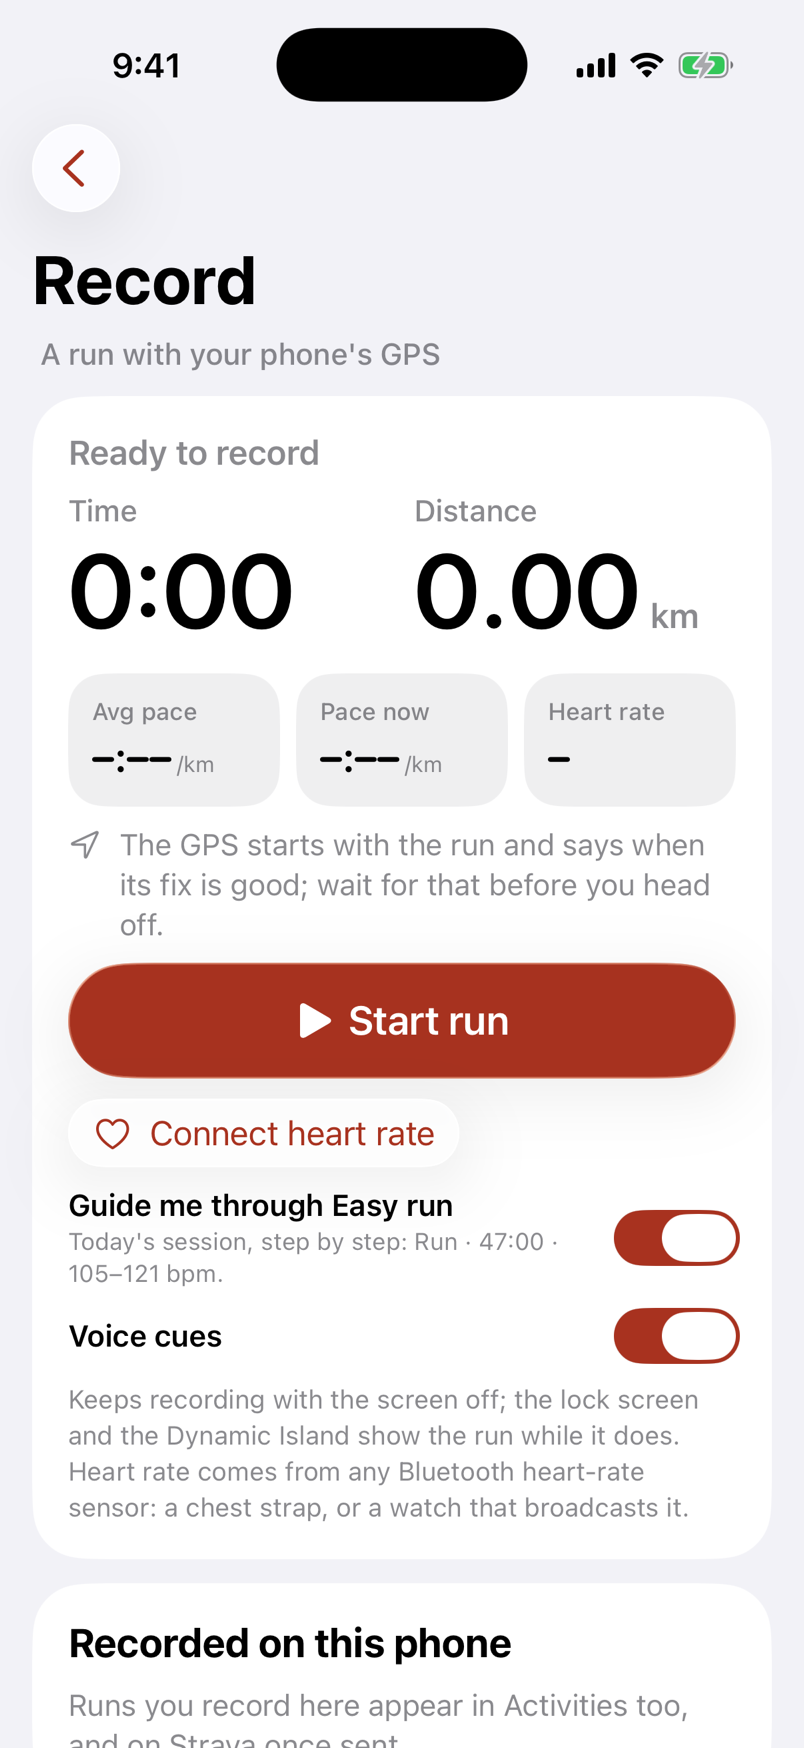 9:41
Record
A run with your phone's GPS
Ready to record
Time
0:00
Distance
0.00 km
Avg pace
–:–– /km
Pace now
–:–– /km
Heart rate
–
The GPS starts with the run and says when
its fix is good; wait for that before you head
off.
Start run
Connect heart rate
Guide me through Easy run
Today's session, step by step: Run · 47:00 ·
105–121 bpm.
Voice cues
Keeps recording with the screen off; the lock screen
and the Dynamic Island show the run while it does.
Heart rate comes from any Bluetooth heart-rate
sensor: a chest strap, or a watch that broadcasts it.
Recorded on this phone
Runs you record here appear in Activities too,
and on Strava once sent